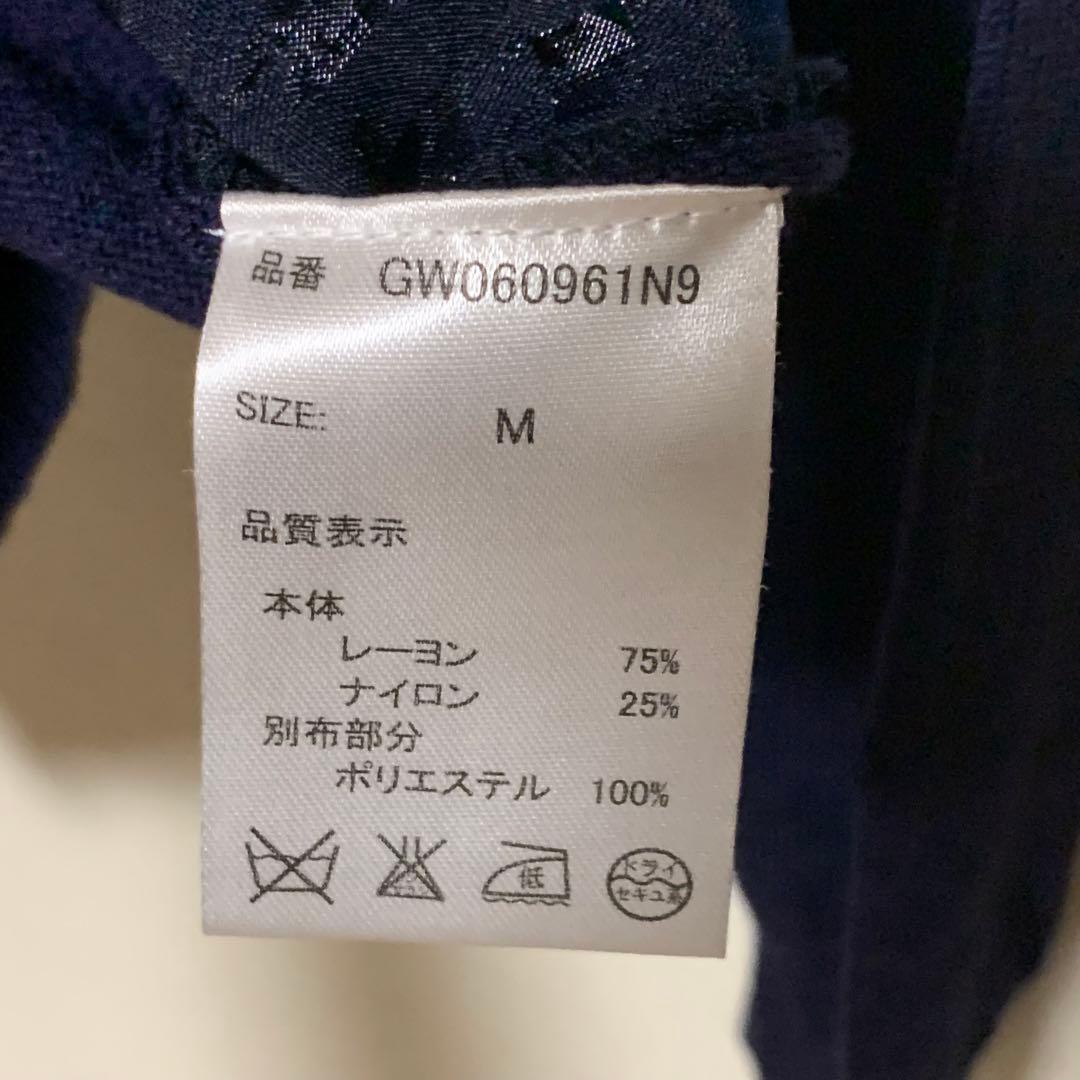 品番 GW060961N9
SIZE: M
品質表示
本体
レーヨン 75%
ナイロン 25%
別布部分
ポリエステル 100%
低
ドライ
セキユ系